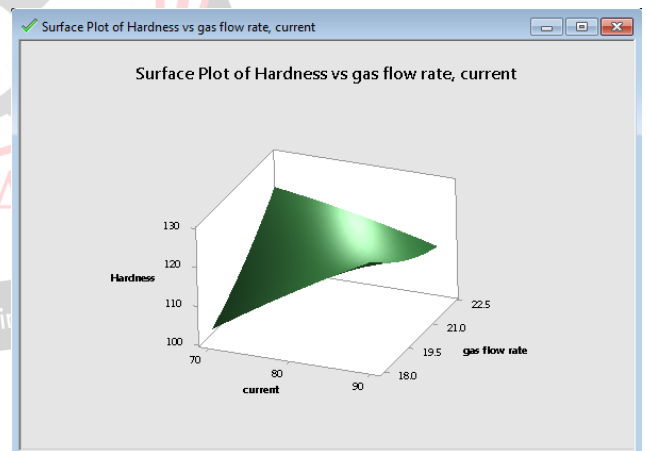 Surface Plot of Hardness vs gas flow rate, current
Surface Plot of Hardness vs gas flow rate, current
130
120
Hardness
110
100
70
80
90
current
18.0
19.5
21.0
22.5
gas flow rate